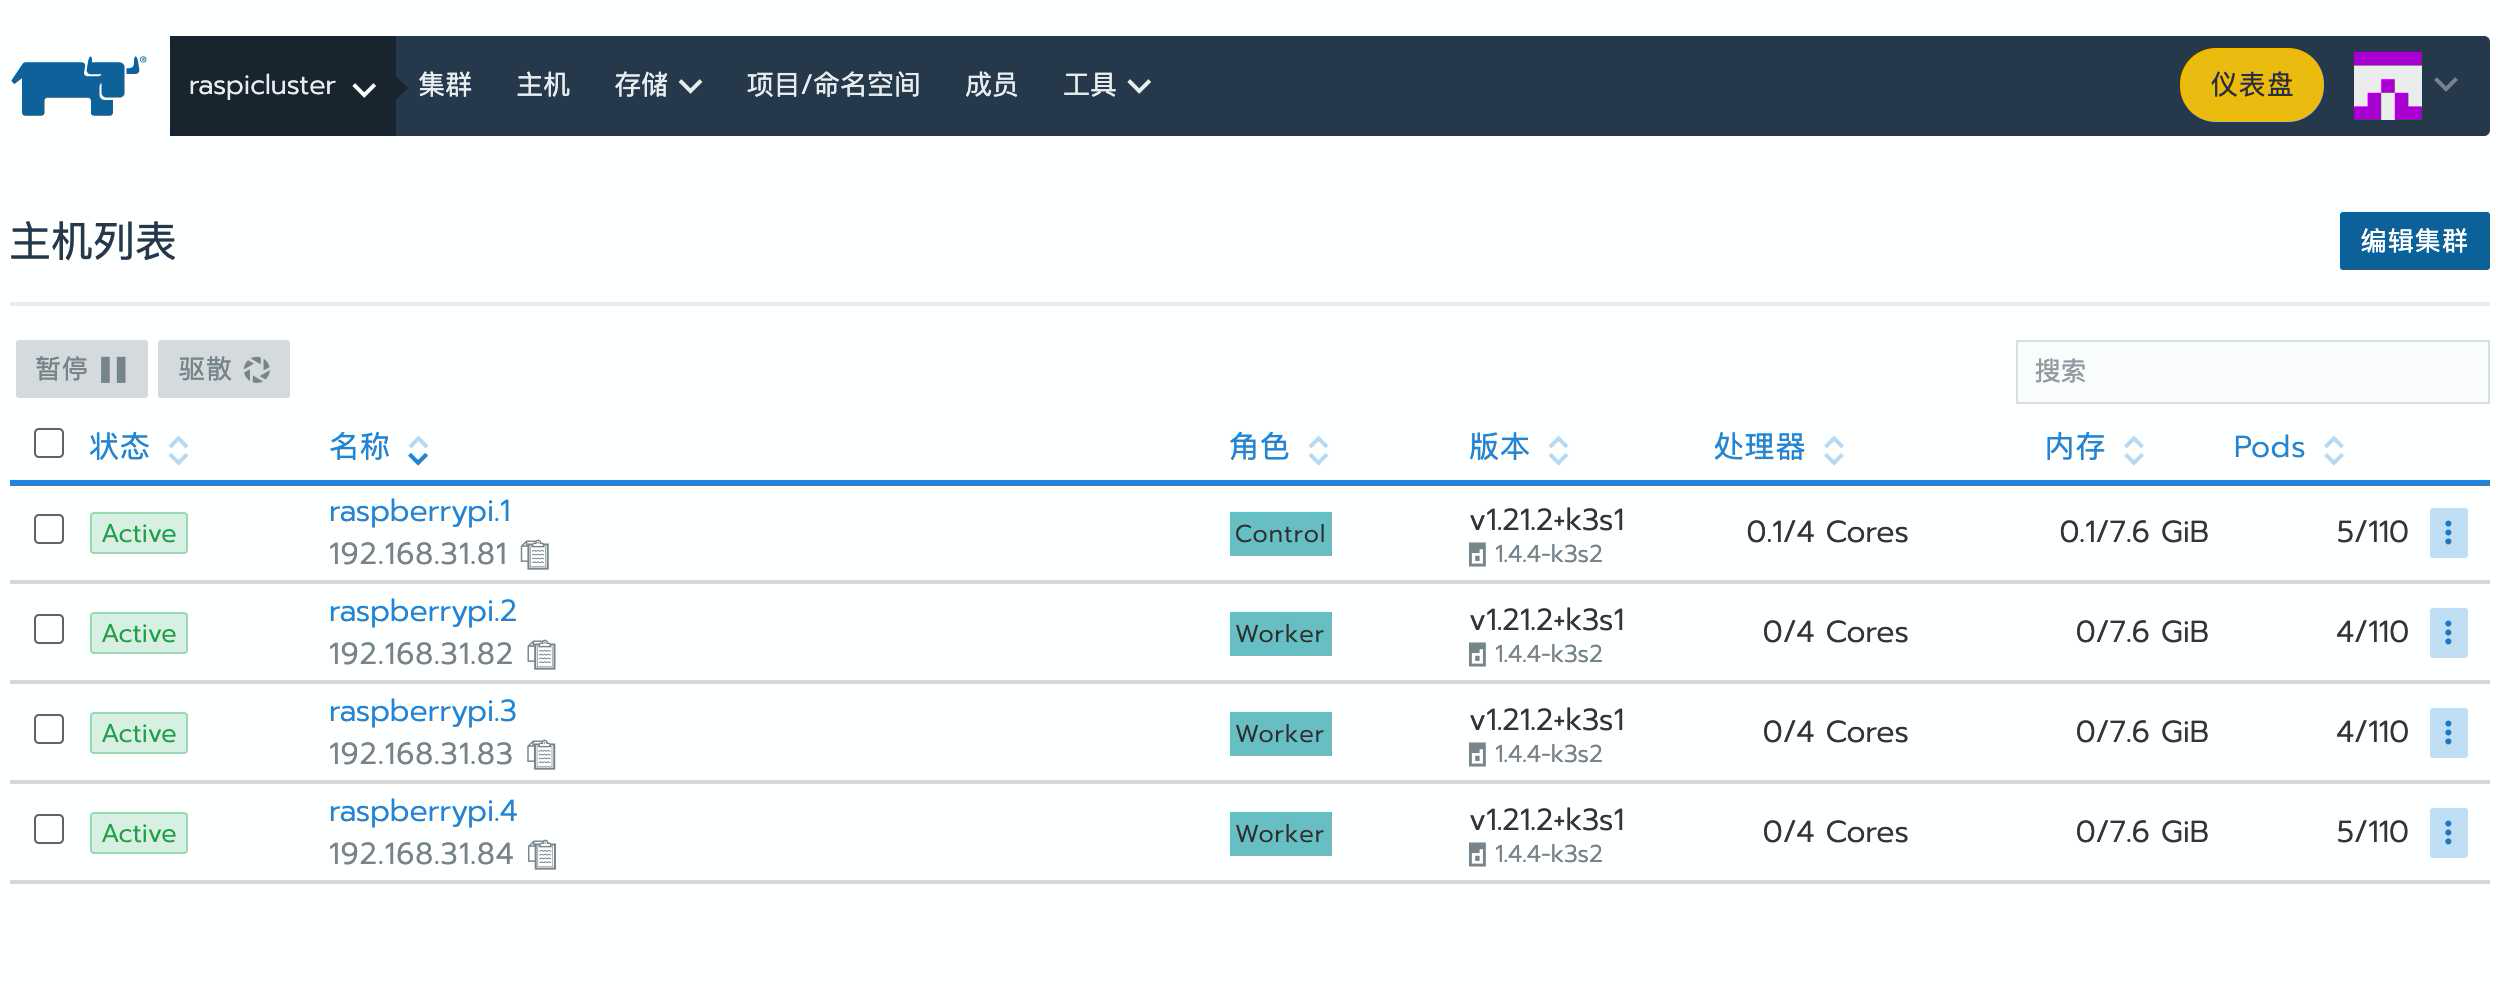 raspicluster 集群 主机 存储 项目/命名空间 成员 工具 仪表盘
主机列表 编辑集群
暂停 驱散 搜索
状态 名称 角色 版本 处理器 内存 Pods
Active raspberrypi.1 Control v1.21.2+k3s1 0.1/4 Cores 0.1/7.6 GiB 5/110
192.168.31.81 1.4.4-k3s2
Active raspberrypi.2 Worker v1.21.2+k3s1 0/4 Cores 0/7.6 GiB 4/110
192.168.31.82 1.4.4-k3s2
Active raspberrypi.3 Worker v1.21.2+k3s1 0/4 Cores 0/7.6 GiB 4/110
192.168.31.83 1.4.4-k3s2
Active raspberrypi.4 Worker v1.21.2+k3s1 0/4 Cores 0/7.6 GiB 5/110
192.168.31.84 1.4.4-k3s2